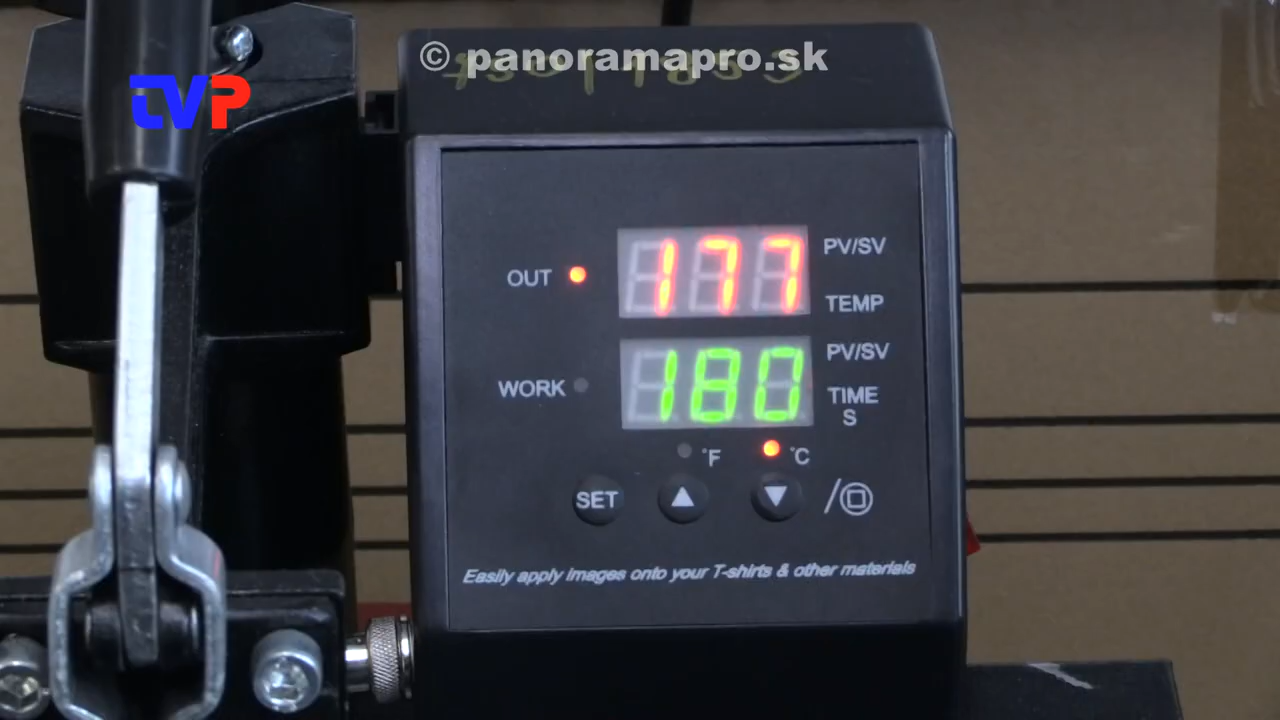 © panoramapro.sk
TVP
OUT
177
PV/SV
TEMP
WORK
180
PV/SV
TIME
S
°F
°C
SET
Easily apply images onto your T-shirts & other materials